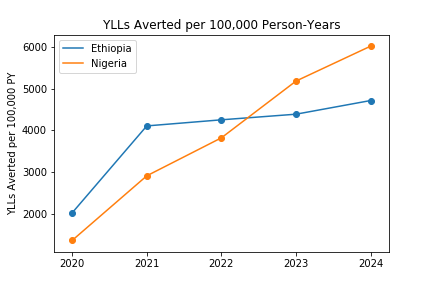 YLLs Averted per 100,000 Person-Years
YLLs Averted per 100,000 PY
Ethiopia
Nigeria
6000
5000
4000
3000
2000
2020 2021 2022 2023 2024